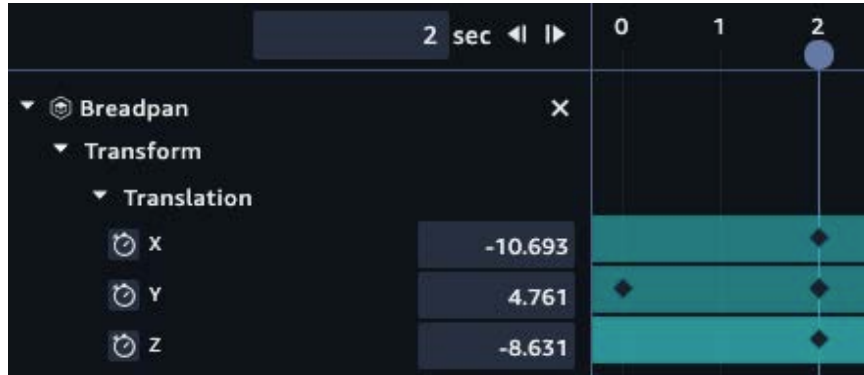 2 sec 0 1 2
Breadpan ×
Transform
Translation
X -10.693
Y 4.761
Z -8.631